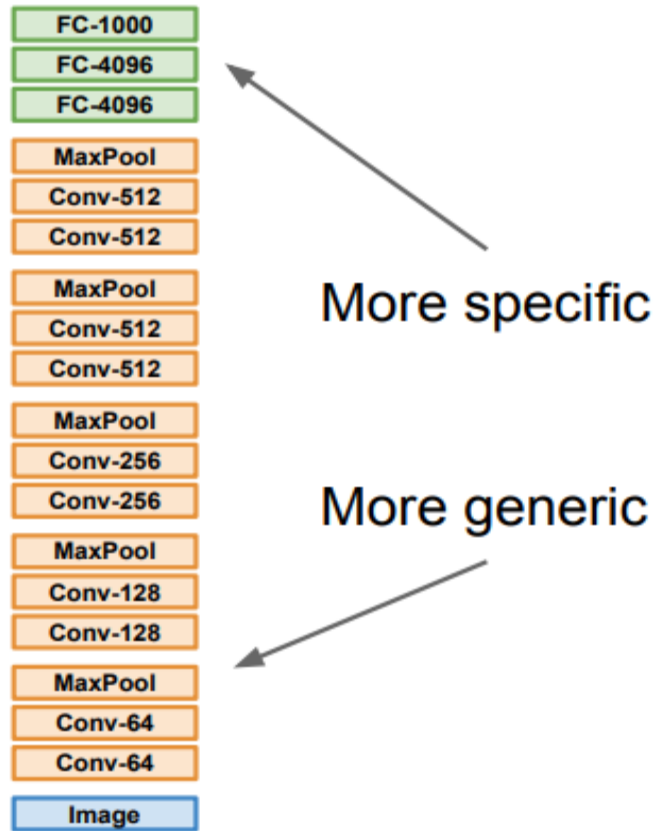 FC-1000
FC-4096
FC-4096
MaxPool
Conv-512
Conv-512
MaxPool
Conv-512
Conv-512
MaxPool
Conv-256
Conv-256
MaxPool
Conv-128
Conv-128
MaxPool
Conv-64
Conv-64
Image
More specific
More generic